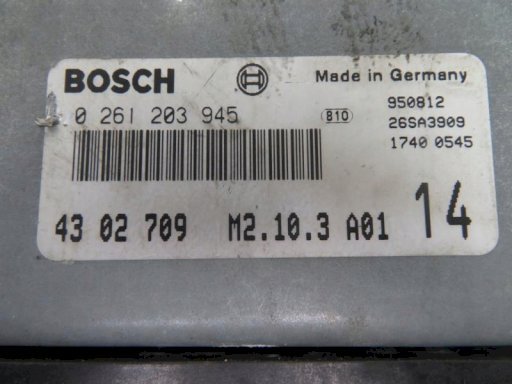 BOSCH Made in Germany
0 261 203 945 B10 950812
26SA3909
1740 0545
43 02 709 M2.10.3 A01 14